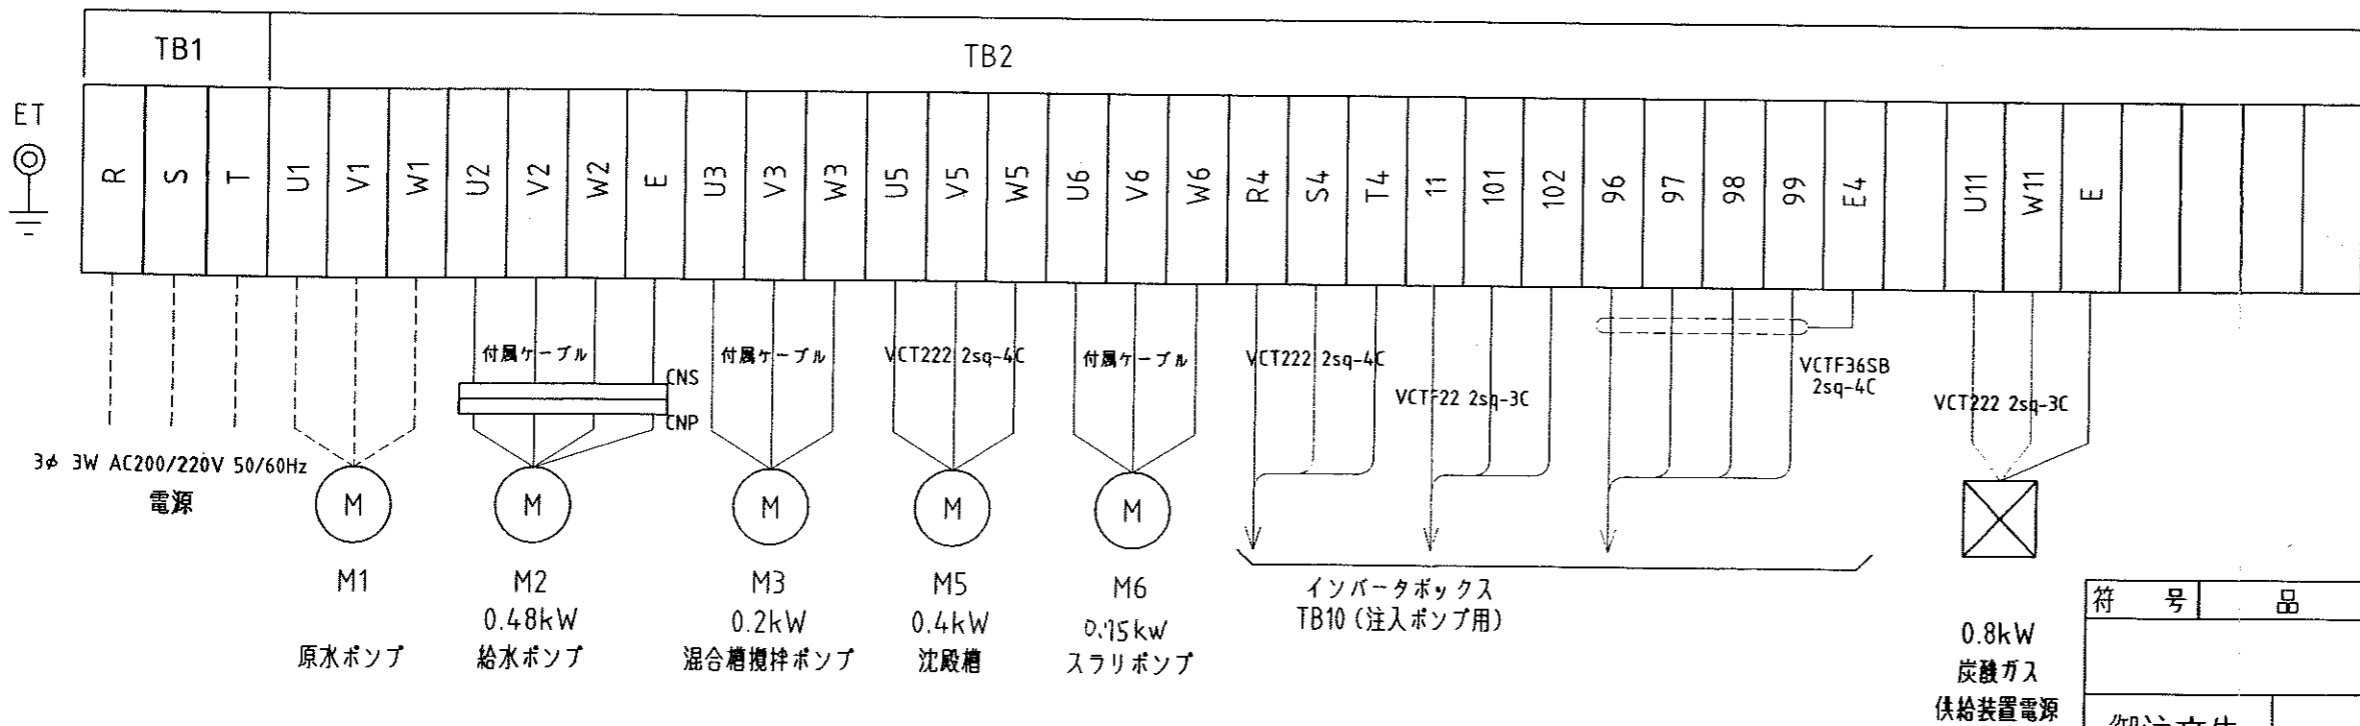 TB1
TB2
ET
R S T U1 V1 W1 U2 V2 W2 E U3 V3 W3 U5 V5 W5 U6 V6 W6 R4 S4 T4 11 101 102 96 97 98 99 E4 U11 W11 E
付属ケーブル
CNS
CNP
付属ケーブル
VCT222 2sq-4C
付属ケーブル
VCT222 2sq-4C
VCTF22 2sq-3C
VCTF36SB
2sq-4C
VCT222 2sq-3C
3φ 3W AC200/220V 50/60Hz
電源
M
M
M
M
M
M1
原水ポンプ
M2
0.48kW
給水ポンプ
M3
0.2kW
混合槽撹拌ポンプ
M5
0.4kW
沈殿槽
M6
0.75kW
スラリポンプ
インバータボックス
TB10(注入ポンプ用)
0.8kW
炭酸ガス
供給装置電源
符 号 品